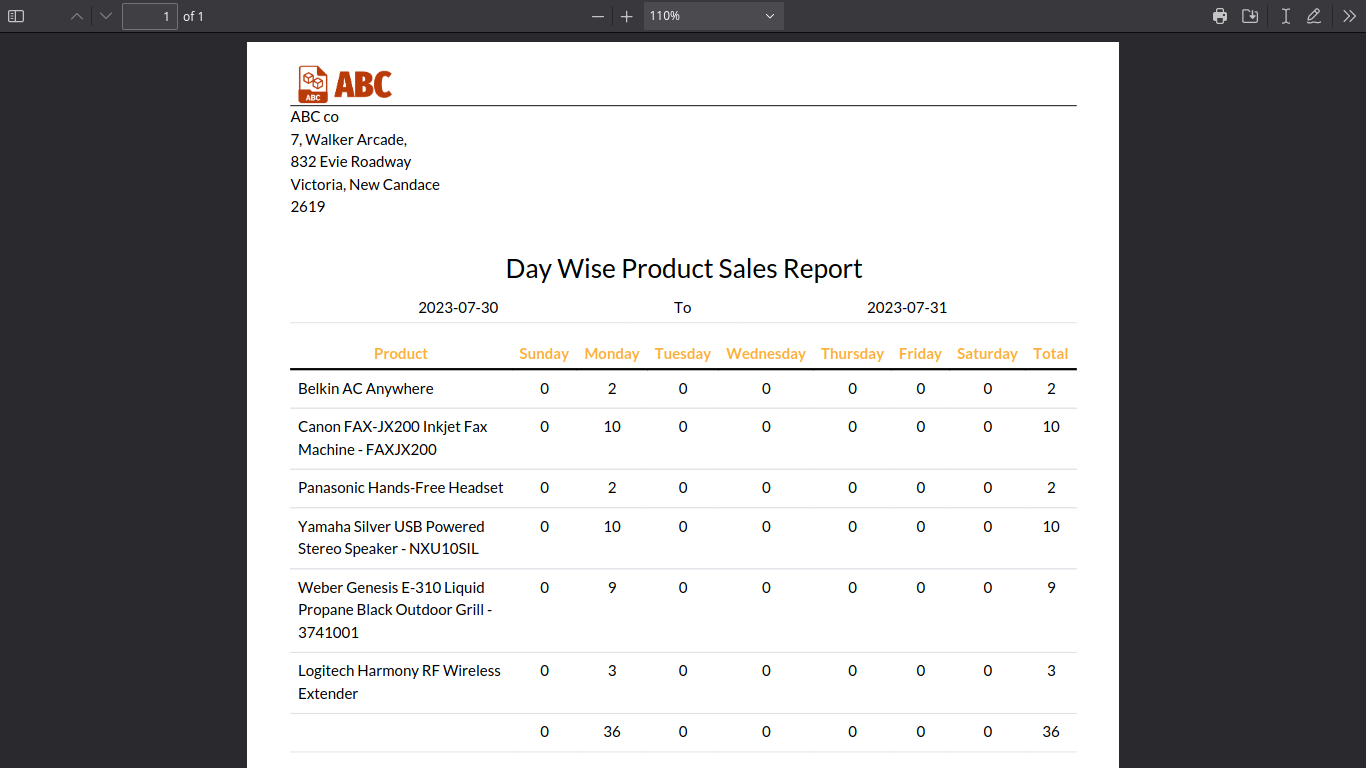 1 of 1 110%
ABC ABC
ABC co
7, Walker Arcade,
832 Evie Roadway
Victoria, New Candace
2619
Day Wise Product Sales Report
2023-07-30 To 2023-07-31
Product Sunday Monday Tuesday Wednesday Thursday Friday Saturday Total
Belkin AC Anywhere 0 2 0 0 0 0 0 2
Canon FAX-JX200 Inkjet Fax 0 10 0 0 0 0 0 10
Machine - FAXJX200
Panasonic Hands-Free Headset 0 2 0 0 0 0 0 2
Yamaha Silver USB Powered 0 10 0 0 0 0 0 10
Stereo Speaker - NXU10SIL
Weber Genesis E-310 Liquid 0 9 0 0 0 0 0 9
Propane Black Outdoor Grill -
3741001
Logitech Harmony RF Wireless 0 3 0 0 0 0 0 3
Extender
0 36 0 0 0 0 0 36